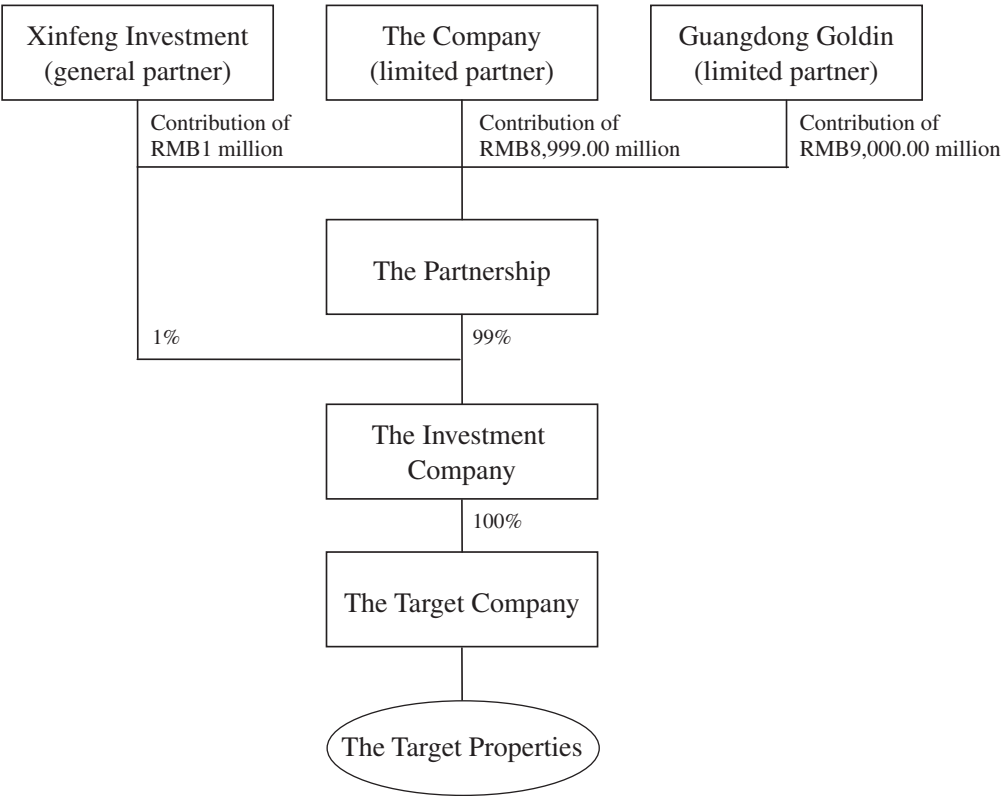 Xinfeng Investment
(general partner)
The Company
(limited partner)
Guangdong Goldin
(limited partner)
Contribution of
RMB1 million
Contribution of
RMB8,999.00 million
Contribution of
RMB9,000.00 million
The Partnership
1%
99%
The Investment
Company
100%
The Target Company
The Target Properties